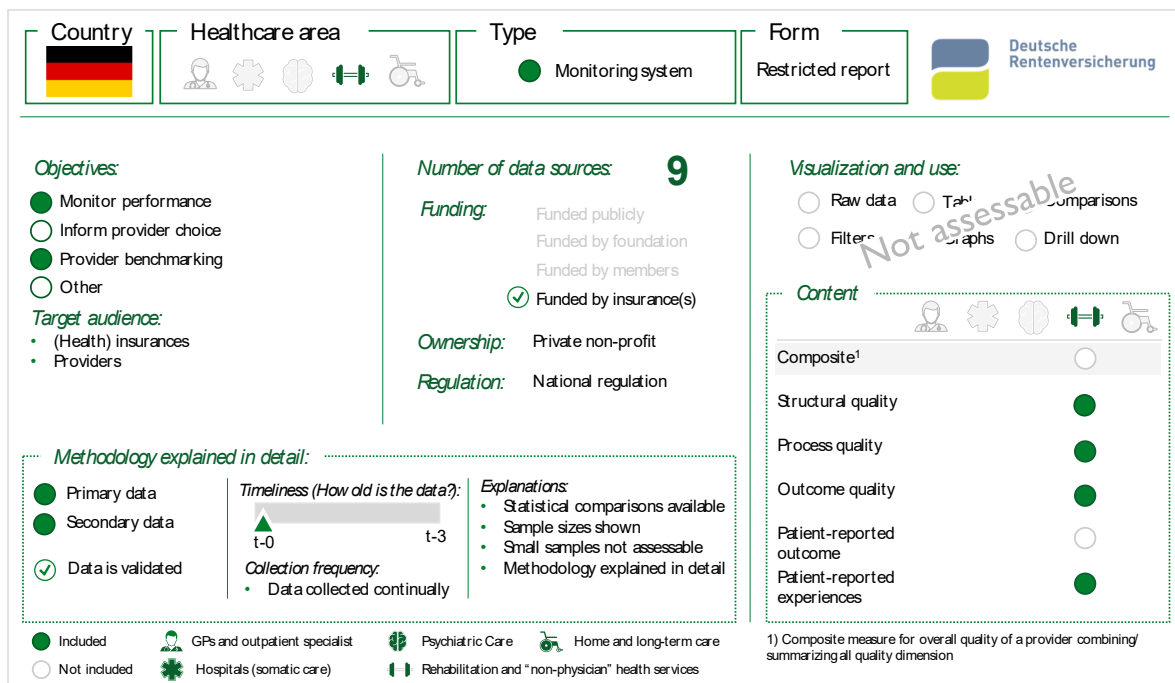 Country
Healthcare area
Type
Form
Monitoring system
Restricted report
Deutsche
Rentenversicherung
Objectives:
Monitor performance
Inform provider choice
Provider benchmarking
Other
Target audience:
• (Health) insurances
• Providers
Number of data sources: 9
Funding:
Funded publicly
Funded by foundation
Funded by members
Funded by insurance(s)
Ownership: Private non-profit
Regulation: National regulation
Visualization and use:
Raw data
Filters
Drill down
Not assessable
Content
Composite¹
Structural quality
Process quality
Outcome quality
Patient-reported
outcome
Patient-reported
experiences
Methodology explained in detail:
Primary data
Secondary data
Data is validated
Timeliness (How old is the data?):
t-0 t-3
Collection frequency:
• Data collected continually
Explanations:
• Statistical comparisons available
• Sample sizes shown
• Small samples not assessable
• Methodology explained in detail
Included
Not included
GPs and outpatient specialist
Hospitals (somatic care)
Psychiatric Care
Rehabilitation and “non-physician” health services
Home and long-term care
1) Composite measure for overall quality of a provider combining/
summarizing all quality dimension